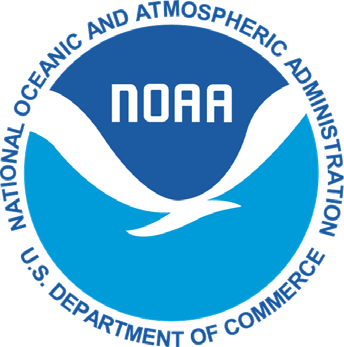 NATIONAL OCEANIC AND ATMOSPHERIC ADMINISTRATION
NOAA
U.S. DEPARTMENT OF COMMERCE